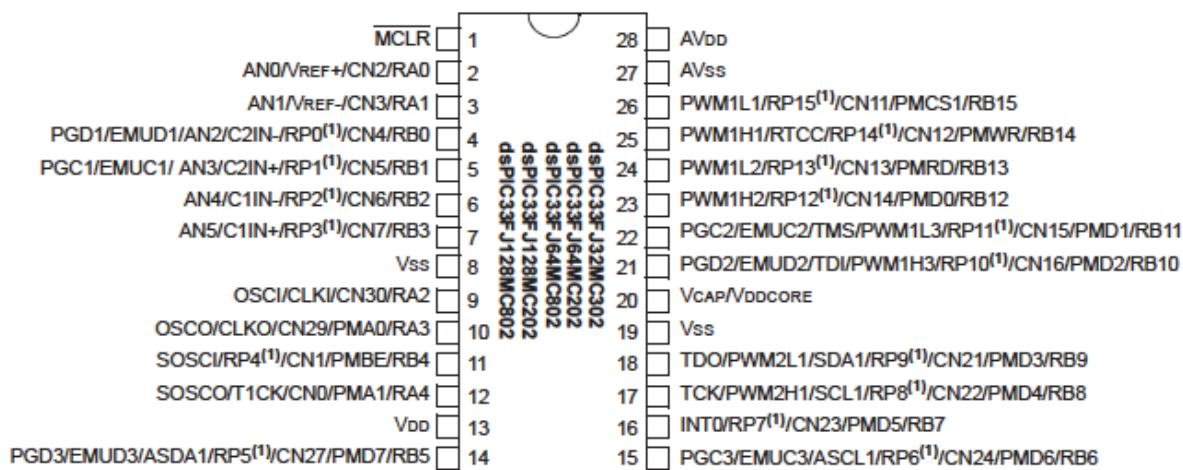 MCLR 1 28 AVDD
AN0/VREF+/CN2/RA0 2 27 AVSS
AN1/VREF-/CN3/RA1 3 26 PWM1L1/RP15(1)/CN11/PMCS1/RB15
PGD1/EMUD1/AN2/C2IN-/RP0(1)/CN4/RB0 4 25 PWM1H1/RTCC/RP14(1)/CN12/PMWR/RB14
PGC1/EMUC1/ AN3/C2IN+/RP1(1)/CN5/RB1 5 24 PWM1L2/RP13(1)/CN13/PMRD/RB13
AN4/C1IN-/RP2(1)/CN6/RB2 6 23 PWM1H2/RP12(1)/CN14/PMD0/RB12
AN5/C1IN+/RP3(1)/CN7/RB3 7 22 PGC2/EMUC2/TMS/PWM1L3/RP11(1)/CN15/PMD1/RB11
VSS 8 21 PGD2/EMUD2/TDI/PWM1H3/RP10(1)/CN16/PMD2/RB10
OSCI/CLKI/CN30/RA2 9 20 VCAP/VDDCORE
OSCO/CLKO/CN29/PMA0/RA3 10 19 VSS
SOSCI/RP4(1)/CN1/PMBE/RB4 11 18 TDO/PWM2L1/SDA1/RP9(1)/CN21/PMD3/RB9
SOSCO/T1CK/CN0/PMA1/RA4 12 17 TCK/PWM2H1/SCL1/RP8(1)/CN22/PMD4/RB8
VDD 13 16 INT0/RP7(1)/CN23/PMD5/RB7
PGD3/EMUD3/ASDA1/RP5(1)/CN27/PMD7/RB5 14 15 PGC3/EMUC3/ASCL1/RP6(1)/CN24/PMD6/RB6
dsPIC33FJ32MC302
dsPIC33FJ64MC202
dsPIC33FJ64MC802
dsPIC33FJ128MC202
dsPIC33FJ128MC802